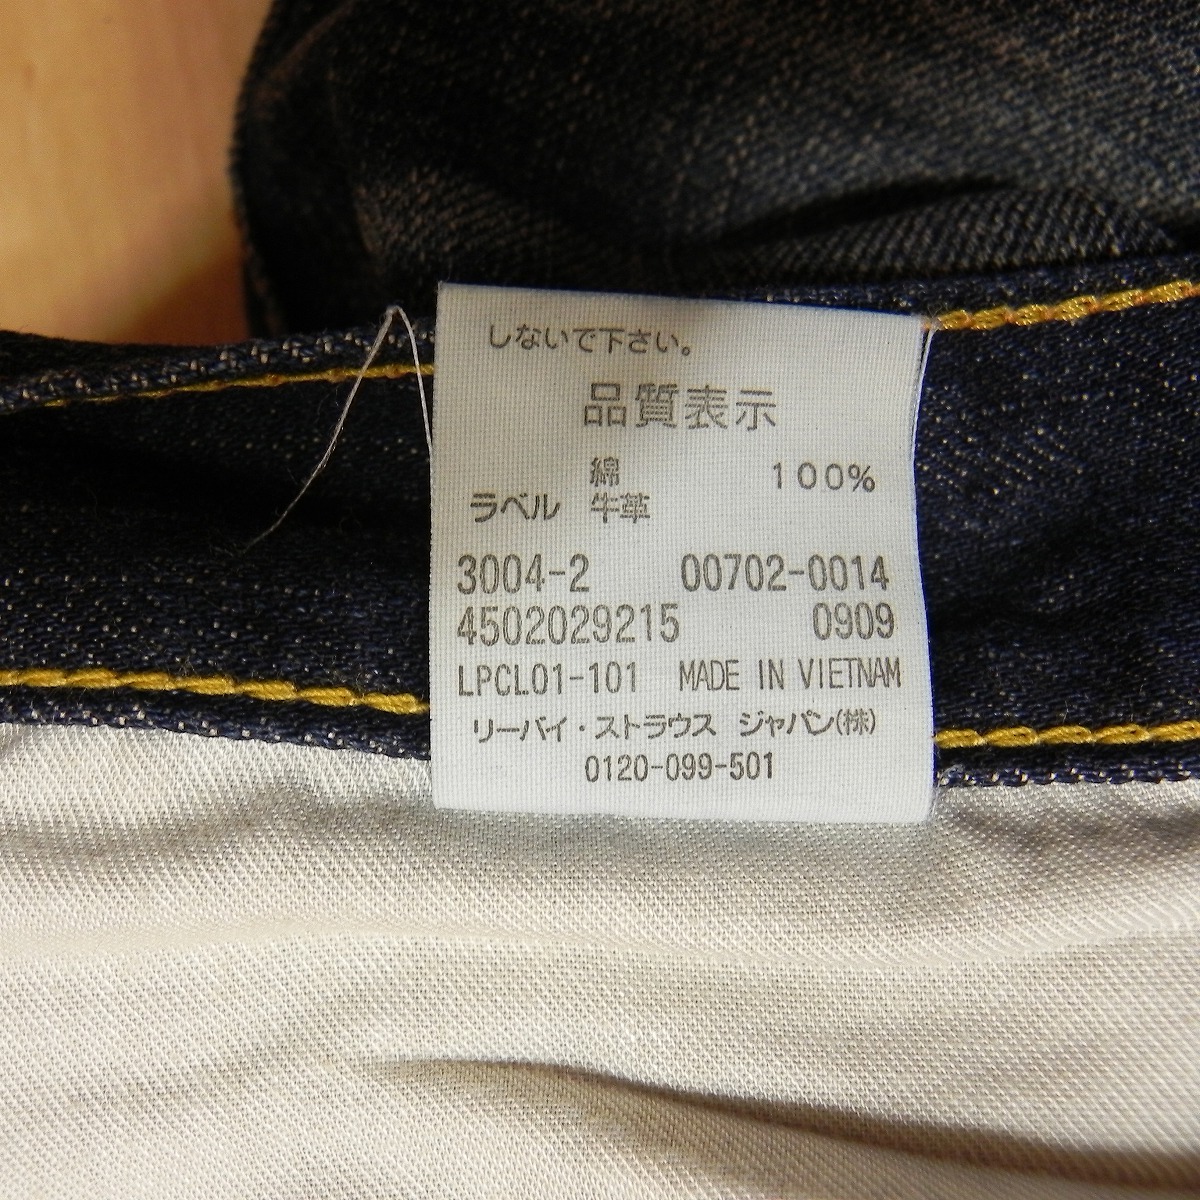 しないで下さい。
品質表示
綿 100%
ラベル 牛革
3004-2 00702-0014
4502029215 0909
LPCL01-101 MADE IN VIETNAM
リーバイ・ストラウス ジャパン(株)
0120-099-501